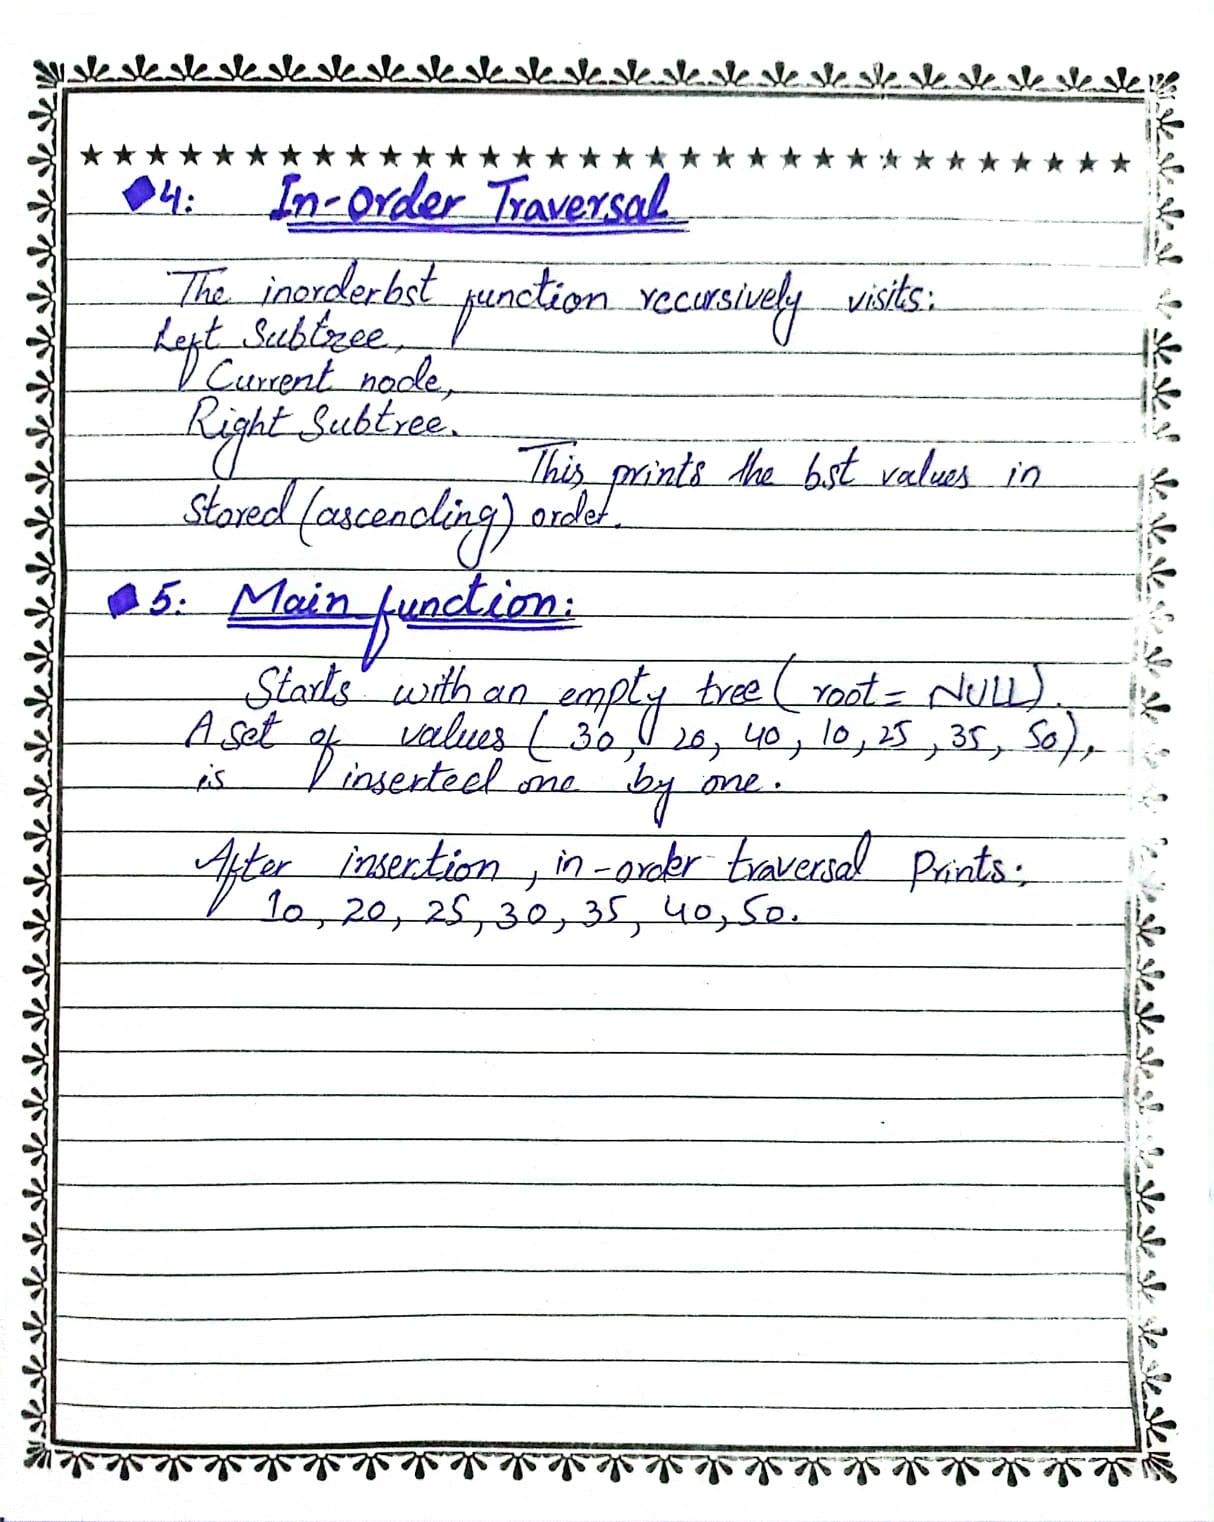 4: In-order Traversal
The inorderbst function recursively visits:
Left Subtree,
Current node,
Right Subtree.
This prints the bst values in
Stored (ascending) order.
5: Main function:
Starts with an empty tree (root = NULL).
A set of values (30, 20, 40, 10, 25, 35, 50),
is inserted one by one.
After insertion, in-order traversal Prints:
10, 20, 25, 30, 35, 40, 50.